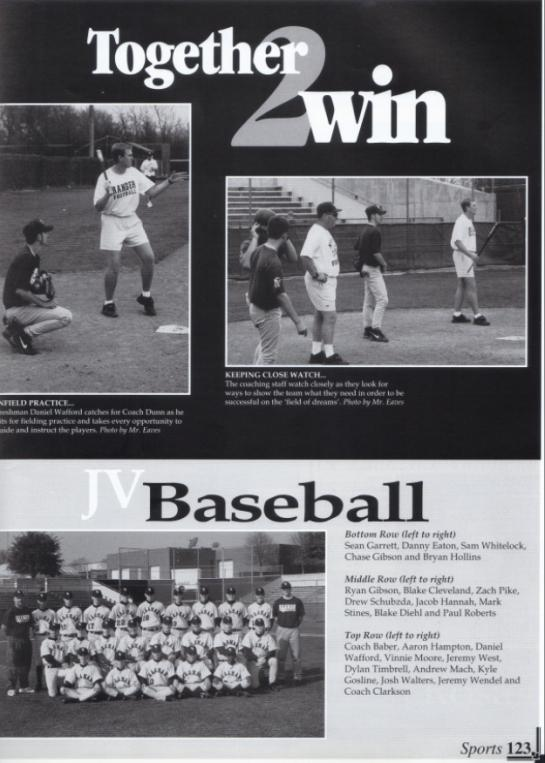 Together
2
win
RANGER
FOOTBALL
KEEPING CLOSE WATCH...
The coaching staff watch closely as they look for
ways to show the team what they need in order to be
successful on the 'field of dreams'. Photo by Mr. Eaves
NFIELD PRACTICE...
reshman Daniel Wafford catches for Coach Dunn as he
its for fielding practice and takes every opportunity to
uide and instruct the players. Photo by Mr. Eaves
JV Baseball
Bottom Row (left to right)
Sean Garrett, Danny Eaton, Sam Whitelock,
Chase Gibson and Bryan Hollins
Middle Row (left to right)
Ryan Gibson, Blake Cleveland, Zach Pike,
Drew Schubzda, Jacob Hannah, Mark
Stines, Blake Diehl and Paul Roberts
Top Row (left to right)
Coach Baber, Aaron Hampton, Daniel
Wafford, Vinnie Moore, Jeremy West,
Dylan Timbrell, Andrew Mach, Kyle
Gosline, Josh Walters, Jeremy Wendel and
Coach Clarkson
Sports 123